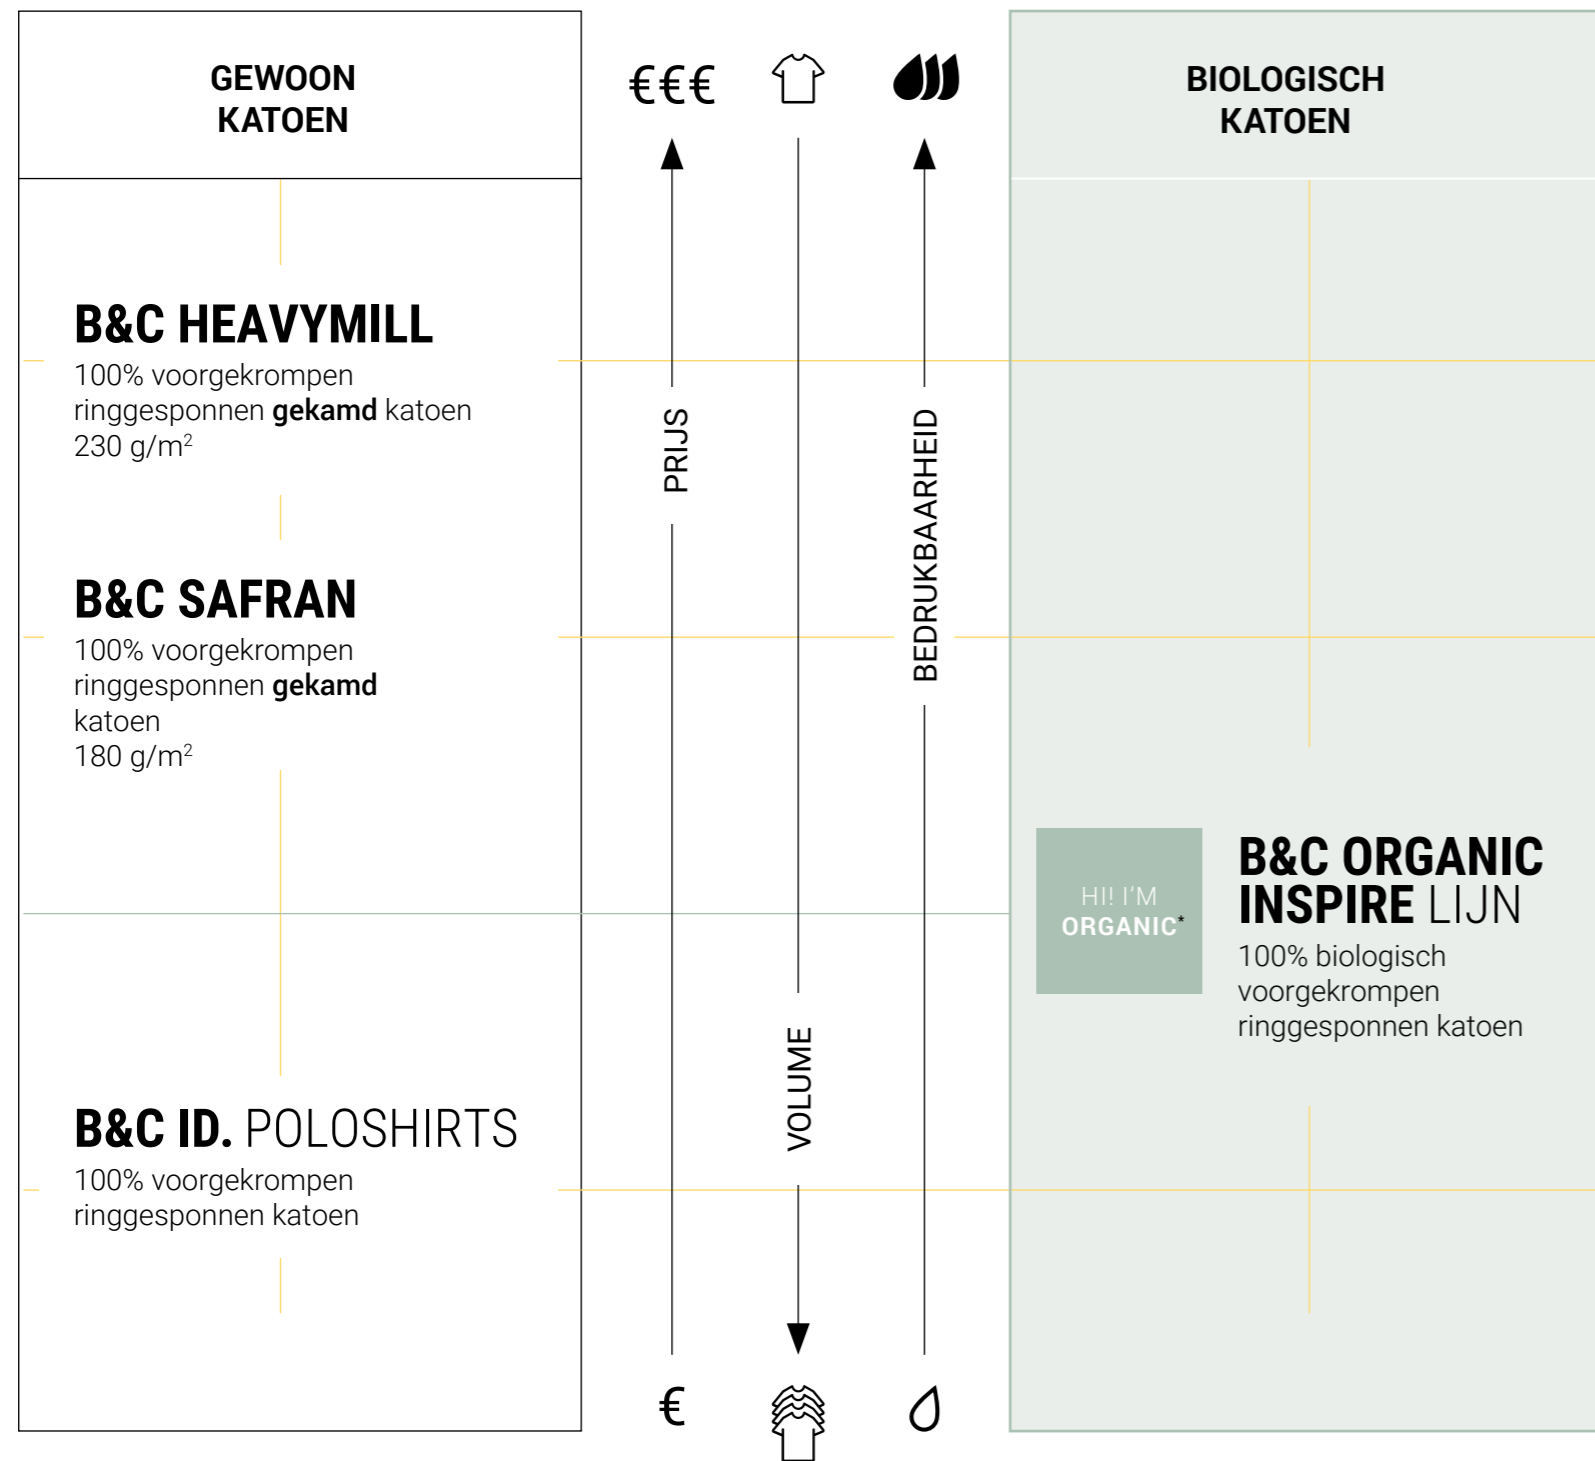 GEWOON
KATOEN
€€€
BIOLOGISCH
KATOEN
B&C HEAVYMILL
100% voorgekrompen
ringgesponnen gekamd katoen
230 g/m²
B&C SAFRAN
100% voorgekrompen
ringgesponnen gekamd
katoen
180 g/m²
B&C ID. POLOSHIRTS
100% voorgekrompen
ringgesponnen katoen
PRIJS
VOLUME
BEDRUKBAARHEID
€
HI! I'M
ORGANIC*
B&C ORGANIC
INSPIRE LIJN
100% biologisch
voorgekrompen
ringgesponnen katoen